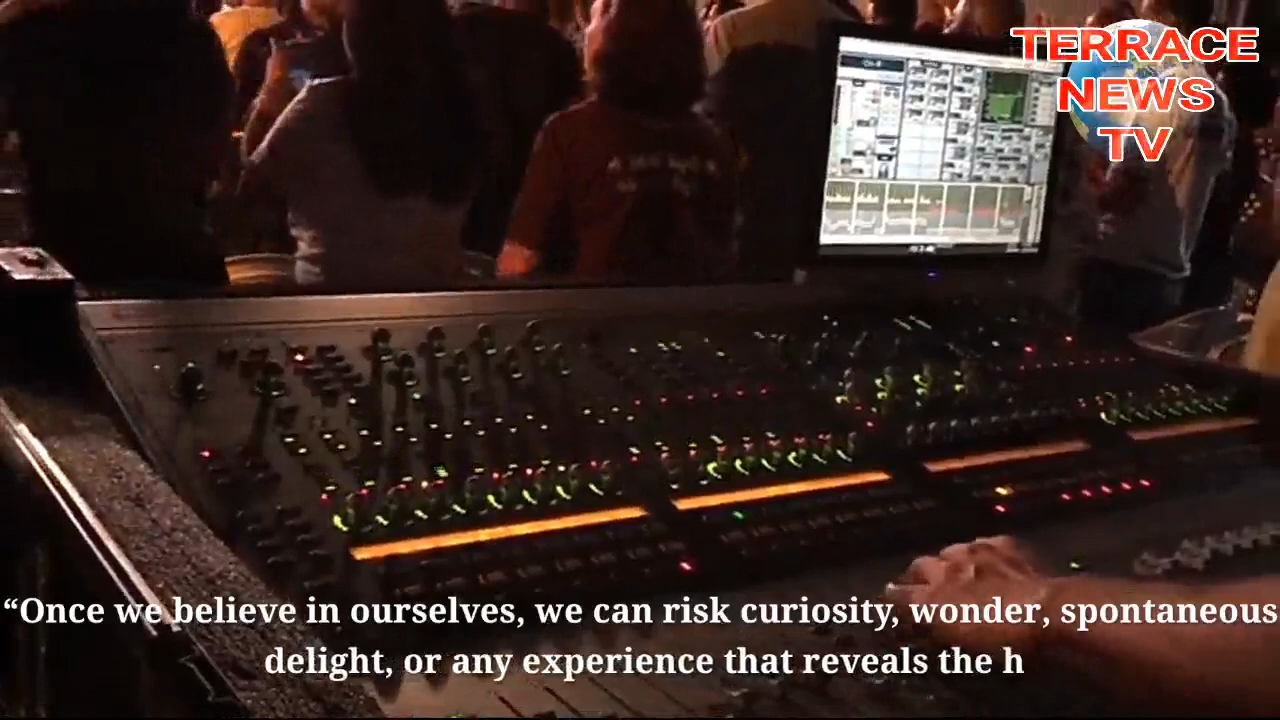 TERRACE
NEWS
TV
“Once we believe in ourselves, we can risk curiosity, wonder, spontaneous
delight, or any experience that reveals the h